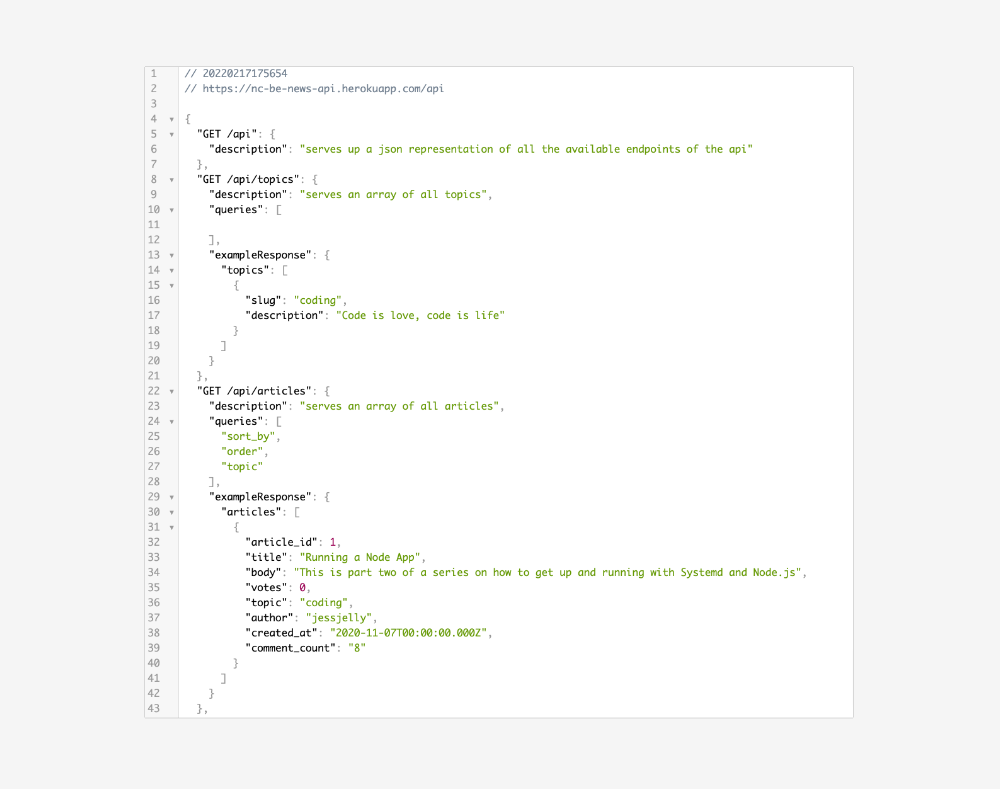 1 // 20220217175654
2 // https://nc-be-news-api.herokuapp.com/api
3
4 {
5 "GET /api": {
6 "description": "serves up a json representation of all the available endpoints of the api"
7 },
8 "GET /api/topics": {
9 "description": "serves an array of all topics",
10 "queries": [
11
12 ],
13 "exampleResponse": {
14 "topics": [
15 {
16 "slug": "coding",
17 "description": "Code is love, code is life"
18 }
19 ]
20 }
21 },
22 "GET /api/articles": {
23 "description": "serves an array of all articles",
24 "queries": [
25 "sort_by",
26 "order",
27 "topic"
28 ],
29 "exampleResponse": {
30 "articles": [
31 {
32 "article_id": 1,
33 "title": "Running a Node App",
34 "body": "This is part two of a series on how to get up and running with Systemd and Node.js",
35 "votes": 0,
36 "topic": "coding",
37 "author": "jessjelly",
38 "created_at": "2020-11-07T00:00:00.000Z",
39 "comment_count": "8"
40 }
41 ]
42 }
43 },